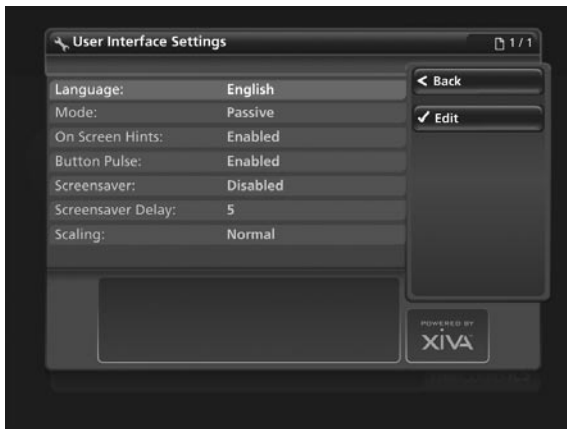 User Interface Settings 1/1
Language: English
Mode: Passive
On Screen Hints: Enabled
Button Pulse: Enabled
Screensaver: Disabled
Screensaver Delay: 5
Scaling: Normal
< Back
✓ Edit
POWERED BY
XiVA